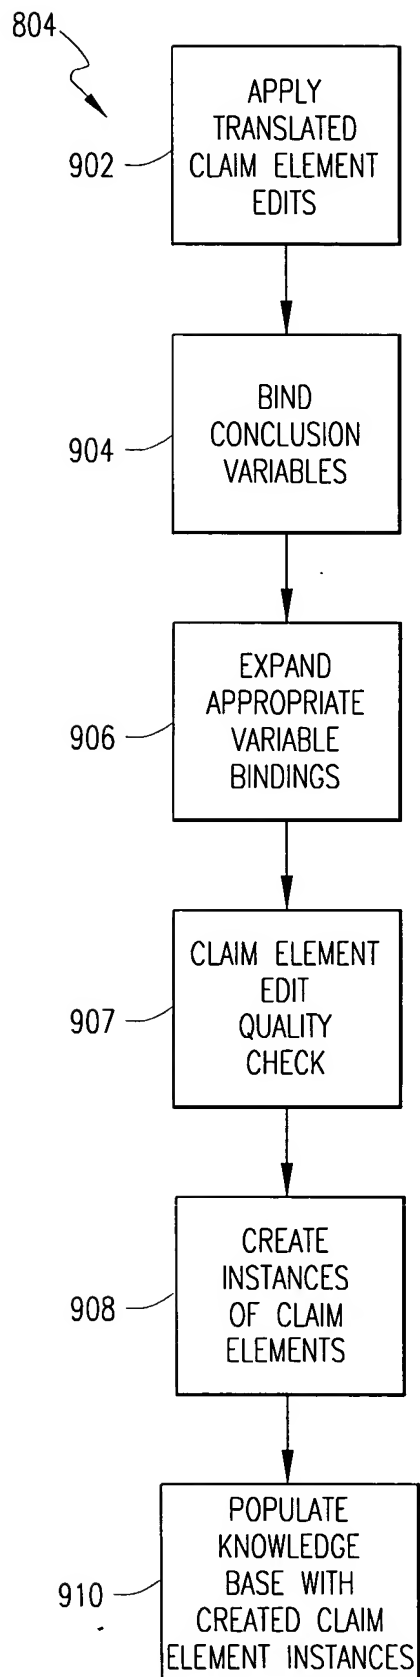 804
APPLY
TRANSLATED
CLAIM ELEMENT
EDITS
902
BIND
CONCLUSION
VARIABLES
904
EXPAND
APPROPRIATE
VARIABLE
BINDINGS
906
CLAIM ELEMENT
EDIT
QUALITY
CHECK
907
CREATE
INSTANCES
OF CLAIM
ELEMENTS
908
POPULATE
KNOWLEDGE
BASE WITH
CREATED CLAIM
ELEMENT INSTANCES
910